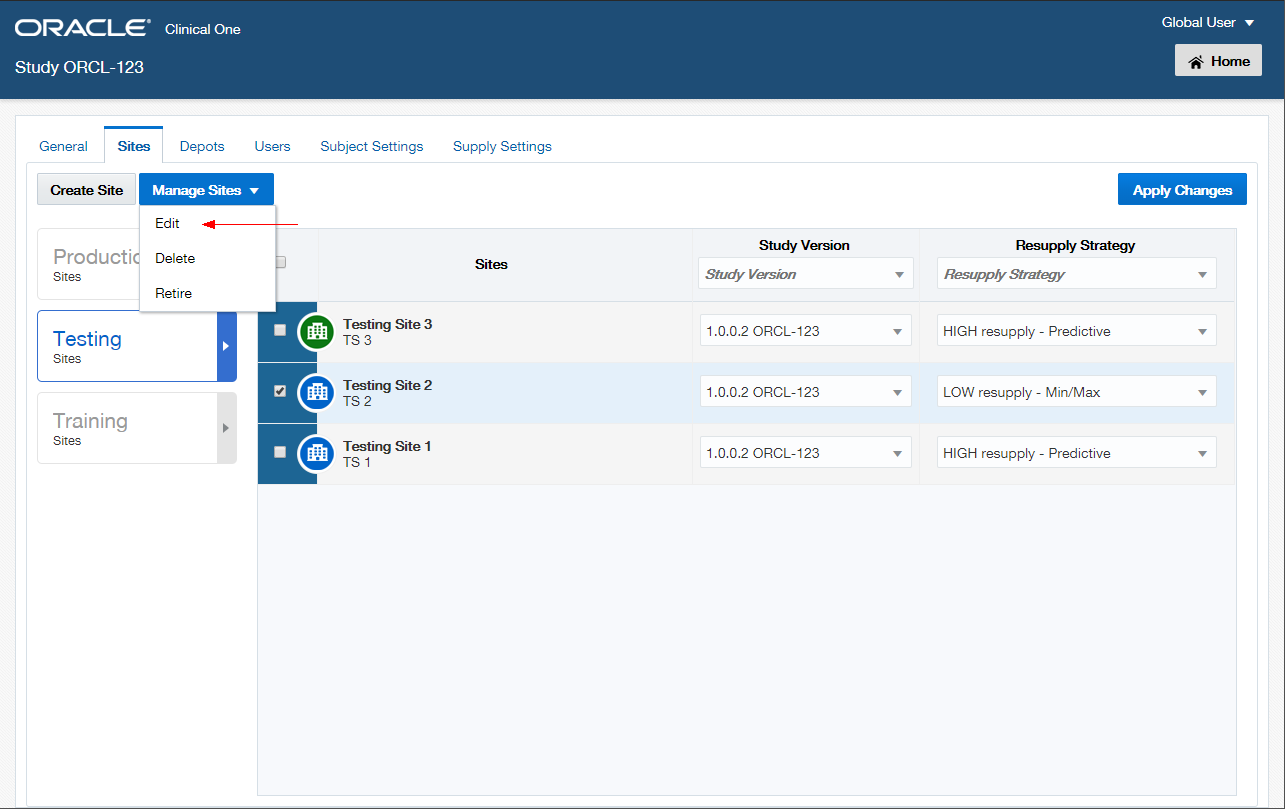 ORACLE® Clinical One
Global User
Study ORCL-123
Home
General Sites Depots Users Subject Settings Supply Settings
Create Site Manage Sites Apply Changes
Edit
Delete
Retire
Productio
Sites
Testing
Sites
Training
Sites
Sites Study Version Resupply Strategy
Study Version Resupply Strategy
Testing Site 3
TS 3
1.0.0.2 ORCL-123 HIGH resupply - Predictive
Testing Site 2
TS 2
1.0.0.2 ORCL-123 LOW resupply - Min/Max
Testing Site 1
TS 1
1.0.0.2 ORCL-123 HIGH resupply - Predictive